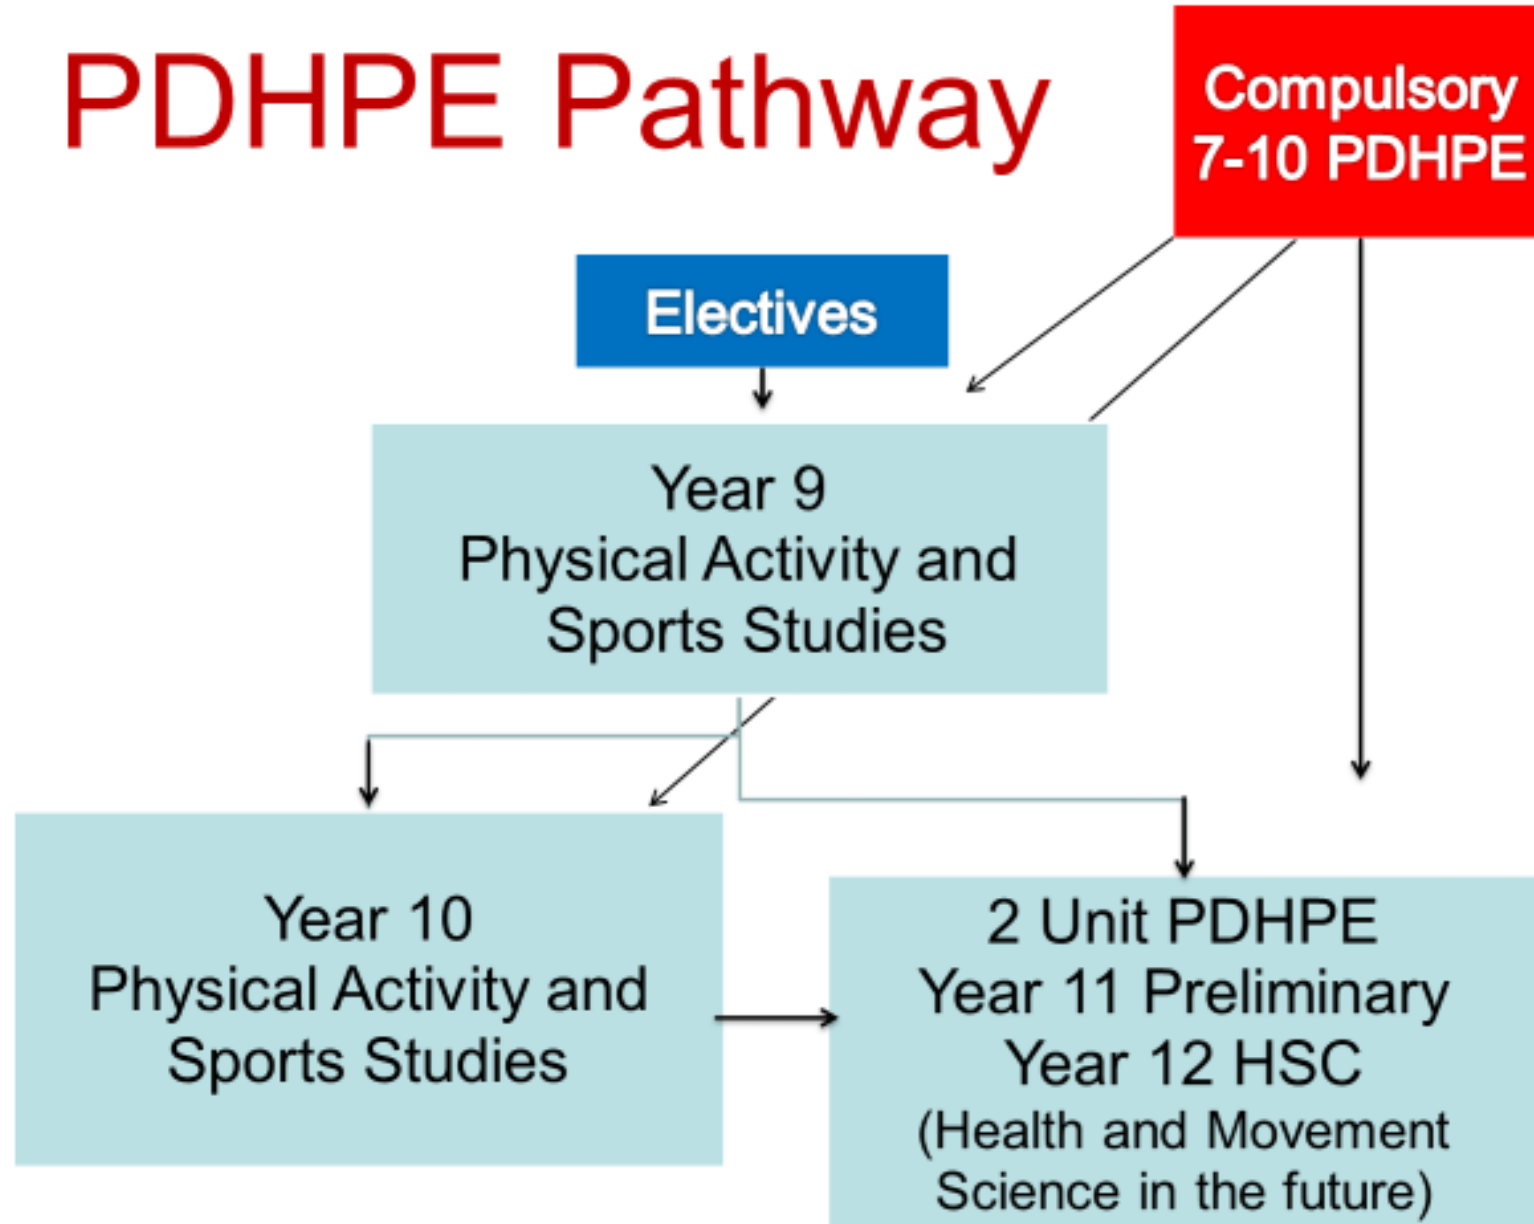 PDHPE Pathway
Compulsory
7-10 PDHPE
Electives
Year 9
Physical Activity and
Sports Studies
Year 10
Physical Activity and
Sports Studies
2 Unit PDHPE
Year 11 Preliminary
Year 12 HSC
(Health and Movement
Science in the future)